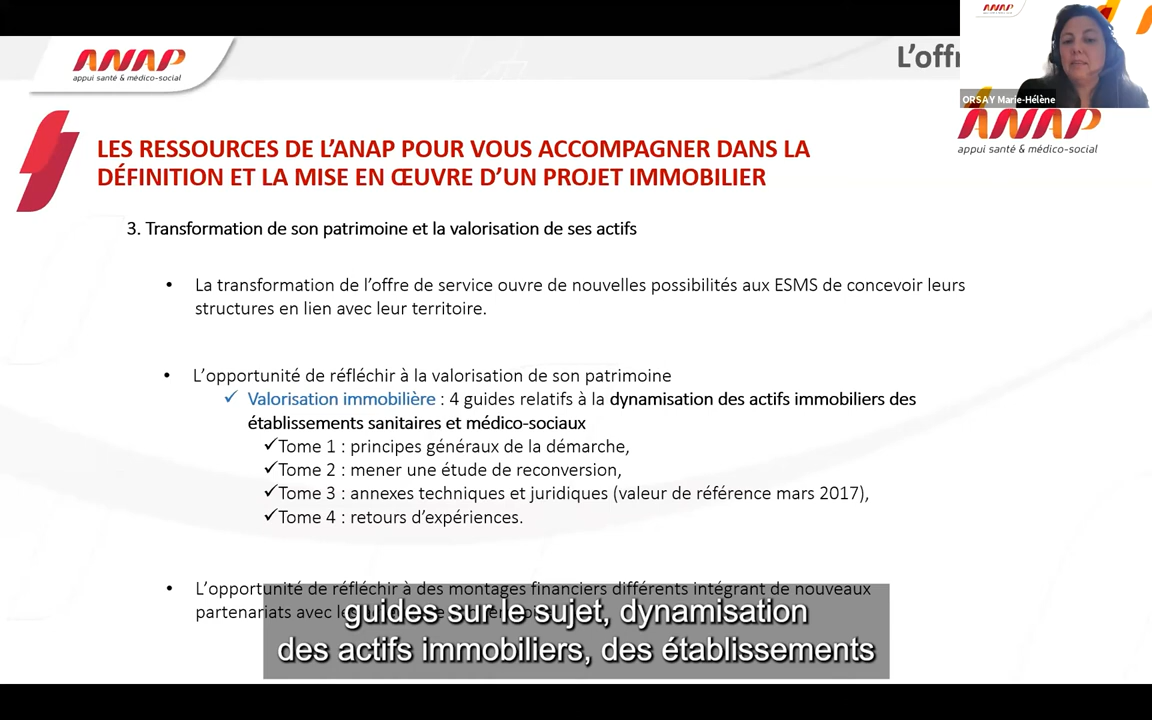 ANAP
appui santé & médico-social
L'offr
ANAP
ORSAY Marie-Hélène
ANAP
appui santé & médico-social
LES RESSOURCES DE L'ANAP POUR VOUS ACCOMPAGNER DANS LA
DÉFINITION ET LA MISE EN ŒUVRE D'UN PROJET IMMOBILIER
3. Transformation de son patrimoine et la valorisation de ses actifs
• La transformation de l'offre de service ouvre de nouvelles possibilités aux ESMS de concevoir leurs
structures en lien avec leur territoire.
• L'opportunité de réfléchir à la valorisation de son patrimoine
✓ Valorisation immobilière : 4 guides relatifs à la dynamisation des actifs immobiliers des
établissements sanitaires et médico-sociaux
✓Tome 1 : principes généraux de la démarche,
✓Tome 2 : mener une étude de reconversion,
✓Tome 3 : annexes techniques et juridiques (valeur de référence mars 2017),
✓Tome 4 : retours d'expériences.
• L'opportunité de réfléchir à des montages financiers différents intégrant de nouveaux
partenariats avec
guides sur le sujet, dynamisation
des actifs immobiliers, des établissements